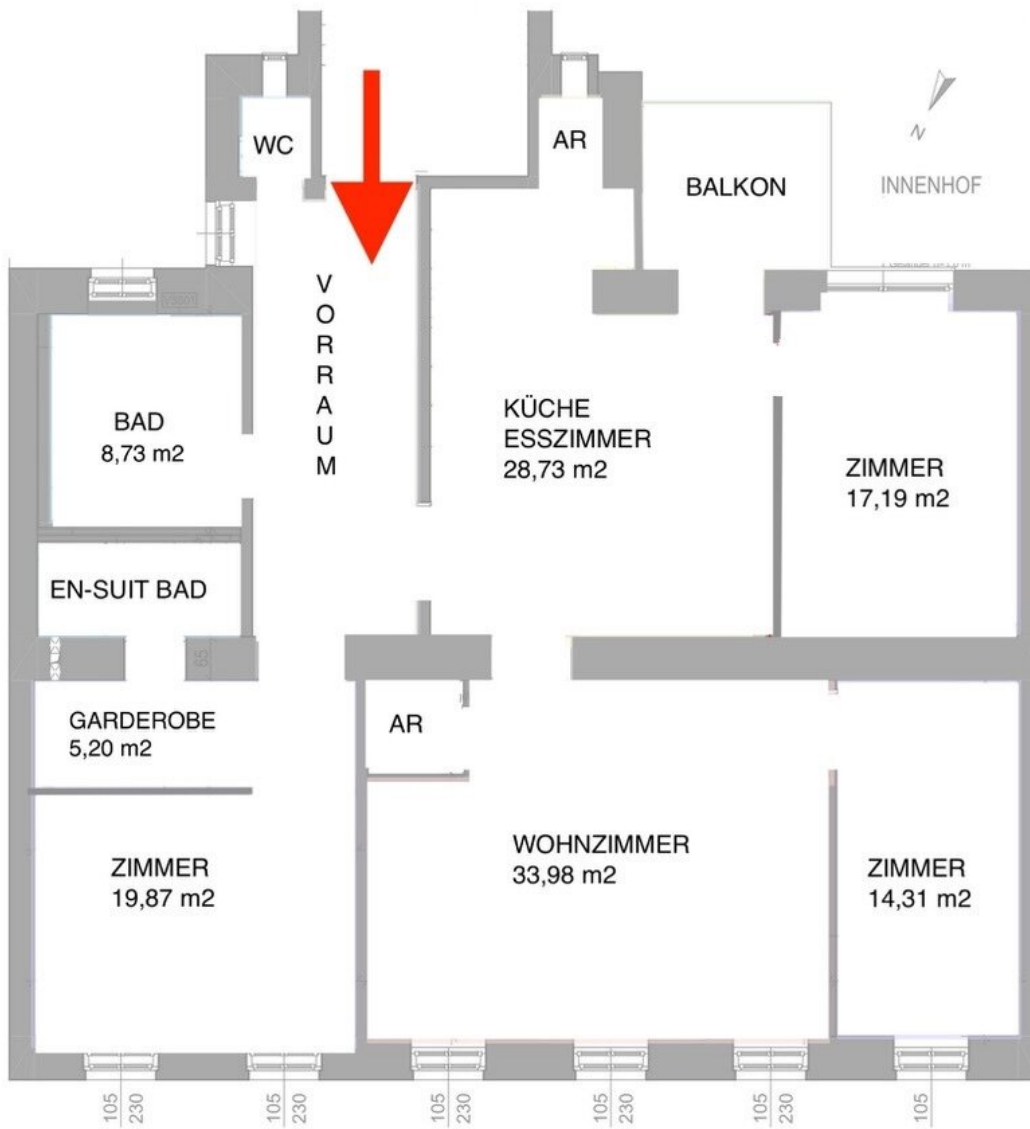 WC
AR
N
BALKON
INNENHOF
VORRAUM
BAD
8,73 m2
KÜCHE
ESSZIMMER
28,73 m2
ZIMMER
17,19 m2
EN-SUIT BAD
65
GARDEROBE
5,20 m2
AR
WOHNZIMMER
33,98 m2
ZIMMER
19,87 m2
ZIMMER
14,31 m2
105
230
105
230
105
230
105
230
105
230
105